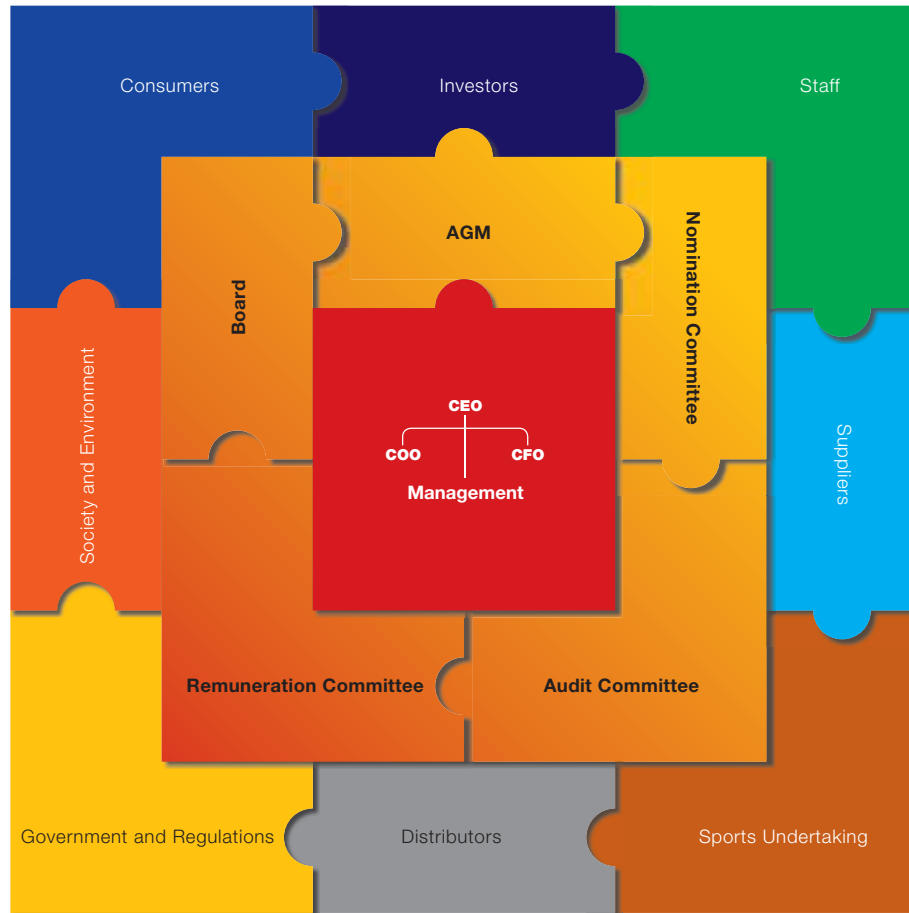 Consumers
Investors
Staff
AGM
Board
Nomination Committee
Society and Environment
CEO
COO
CFO
Management
Suppliers
Remuneration Committee
Audit Committee
Government and Regulations
Distributors
Sports Undertaking